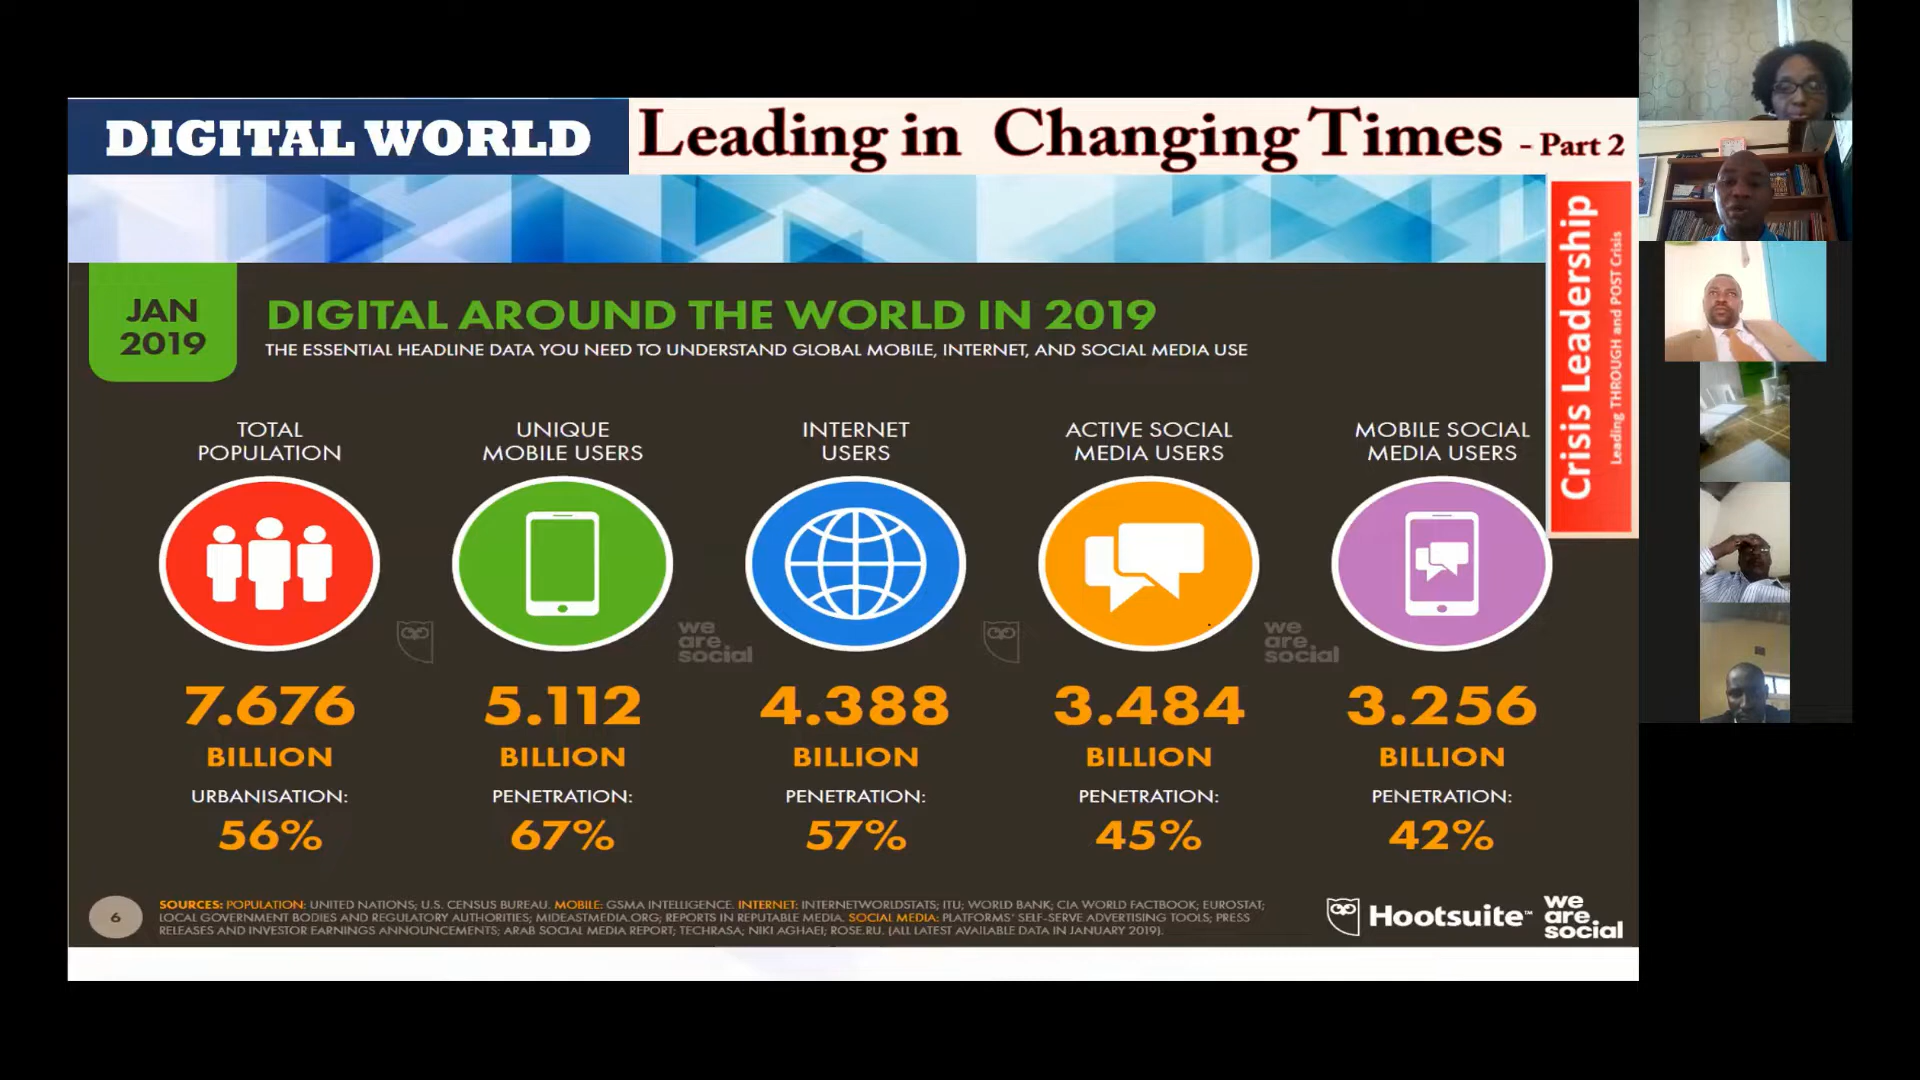 DIGITAL WORLD
Leading in Changing Times - Part 2
Crisis Leadership
Leading THROUGH and POST Crisis
JAN
2019
DIGITAL AROUND THE WORLD IN 2019
THE ESSENTIAL HEADLINE DATA YOU NEED TO UNDERSTAND GLOBAL MOBILE, INTERNET, AND SOCIAL MEDIA USE
TOTAL
POPULATION
7.676
BILLION
URBANISATION:
56%
UNIQUE
MOBILE USERS
5.112
BILLION
PENETRATION:
67%
INTERNET
USERS
4.388
BILLION
PENETRATION:
57%
ACTIVE SOCIAL
MEDIA USERS
3.484
BILLION
PENETRATION:
45%
MOBILE SOCIAL
MEDIA USERS
3.256
BILLION
PENETRATION:
42%
we
are
social
we
are
social
6
SOURCES: POPULATION: UNITED NATIONS; U.S. CENSUS BUREAU. MOBILE: GSMA INTELLIGENCE. INTERNET: INTERNETWORLDSTATS; ITU; WORLD BANK; CIA WORLD FACTBOOK; EUROSTAT;
LOCAL GOVERNMENT BODIES AND REGULATORY AUTHORITIES; MIDEASTMEDIA.ORG; REPORTS IN REPUTABLE MEDIA. SOCIAL MEDIA: PLATFORMS' SELF-SERVE ADVERTISING TOOLS; PRESS
RELEASES AND INVESTOR EARNINGS ANNOUNCEMENTS; ARAB SOCIAL MEDIA REPORT; TECHRASA; NIKI AGHAEI; ROSE.RU. (ALL LATEST AVAILABLE DATA IN JANUARY 2019).
Hootsuite™
we
are
social